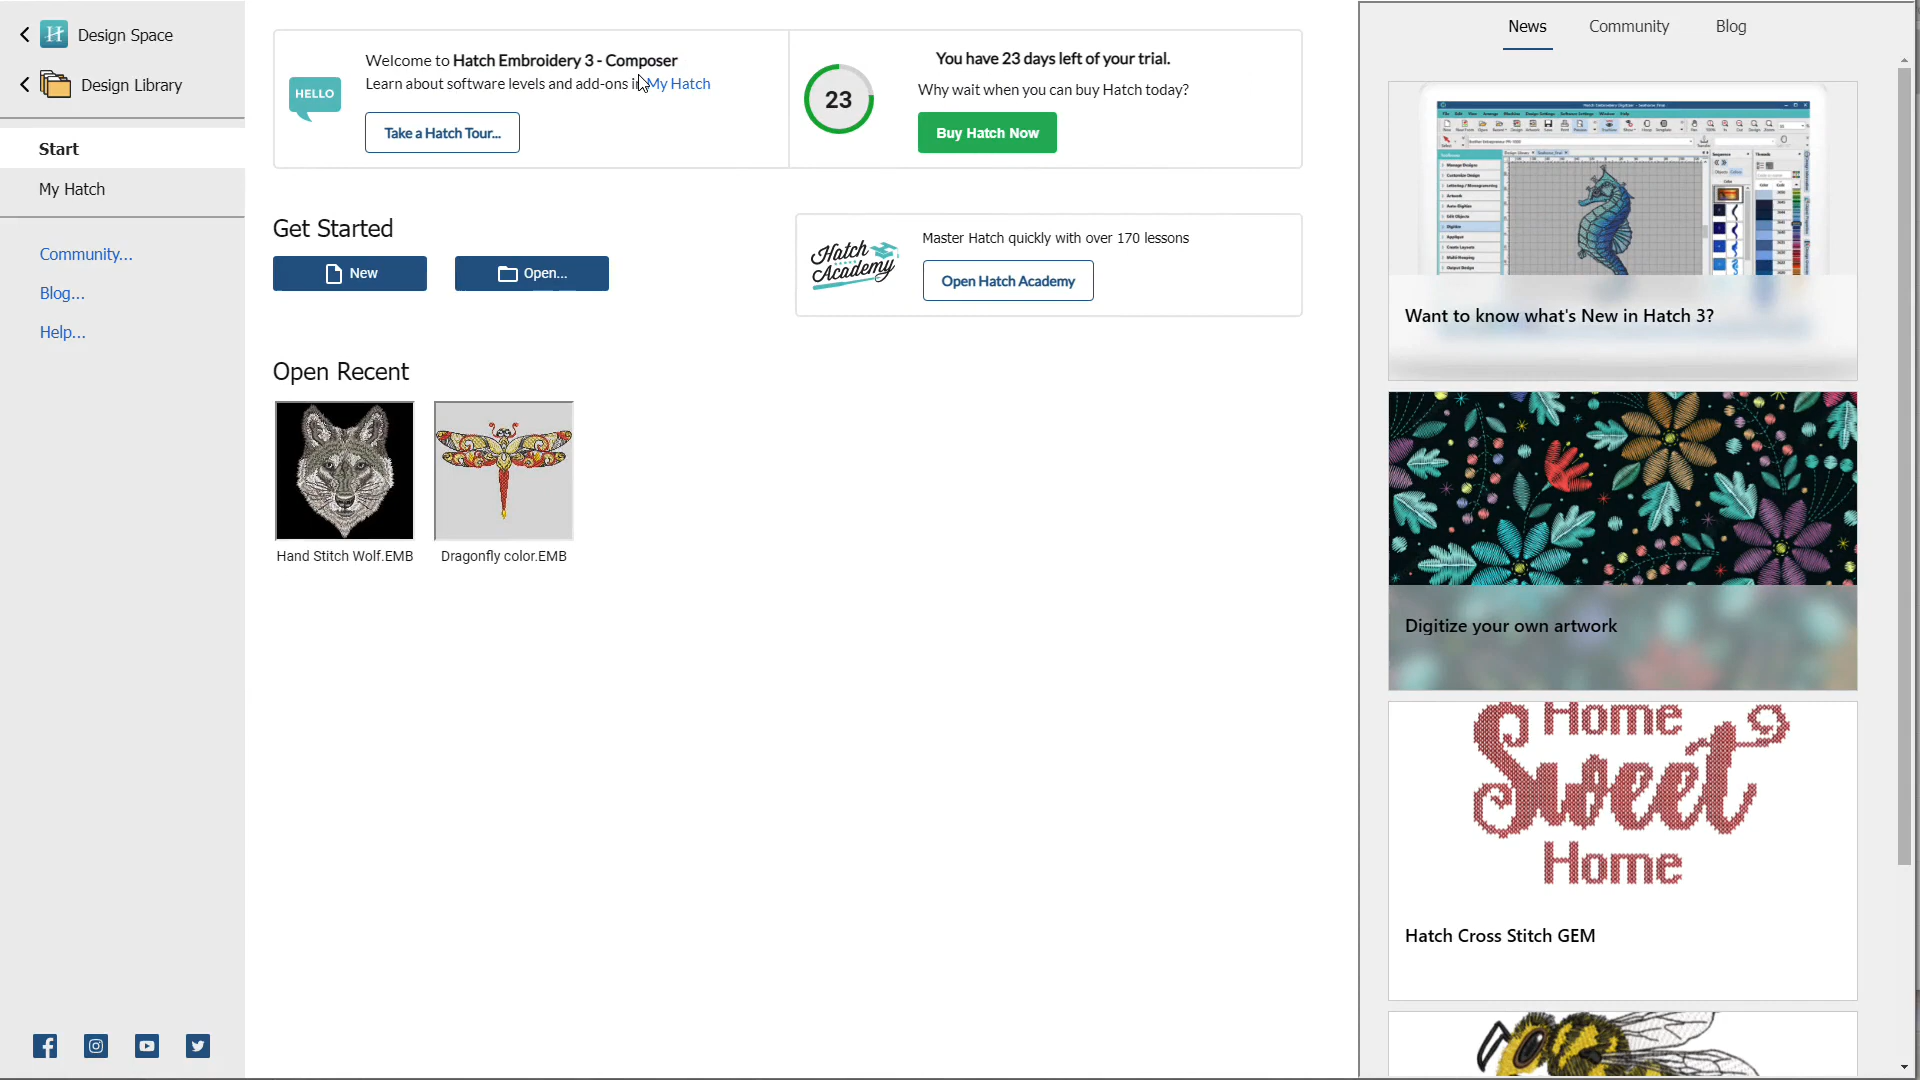 Design Space
Design Library
Start
My Hatch
Community...
Blog...
Help...
HELLO
Welcome to Hatch Embroidery 3 - Composer
Learn about software levels and add-ons in My Hatch
Take a Hatch Tour...
23
You have 23 days left of your trial.
Why wait when you can buy Hatch today?
Buy Hatch Now
Get Started
New
Open...
Hatch
Academy
Master Hatch quickly with over 170 lessons
Open Hatch Academy
Open Recent
Hand Stitch Wolf.EMB
Dragonfly color.EMB
News
Community
Blog
Want to know what's New in Hatch 3?
Digitize your own artwork
Home
Sweet
Home
Hatch Cross Stitch GEM